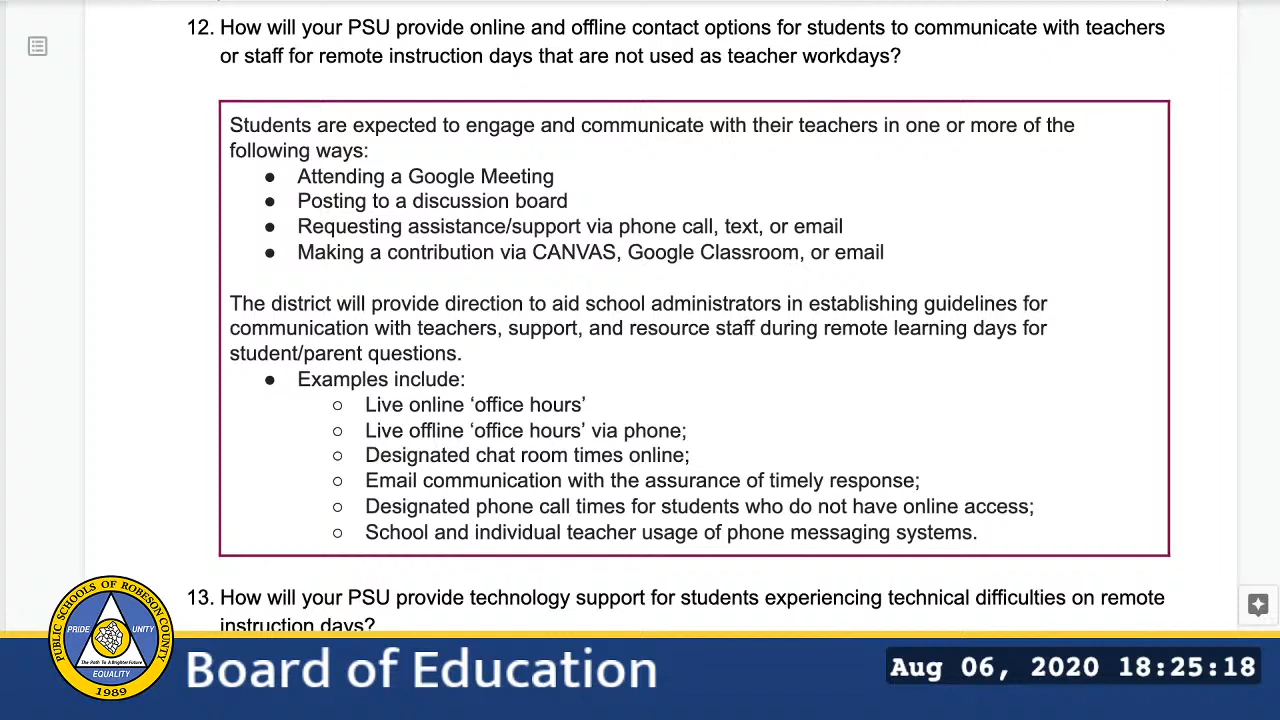 12. How will your PSU provide online and offline contact options for students to communicate with teachers
or staff for remote instruction days that are not used as teacher workdays?
Students are expected to engage and communicate with their teachers in one or more of the
following ways:
● Attending a Google Meeting
● Posting to a discussion board
● Requesting assistance/support via phone call, text, or email
● Making a contribution via CANVAS, Google Classroom, or email
The district will provide direction to aid school administrators in establishing guidelines for
communication with teachers, support, and resource staff during remote learning days for
student/parent questions.
● Examples include:
○ Live online ‘office hours’
○ Live offline ‘office hours’ via phone;
○ Designated chat room times online;
○ Email communication with the assurance of timely response;
○ Designated phone call times for students who do not have online access;
○ School and individual teacher usage of phone messaging systems.
13. How will your PSU provide technology support for students experiencing technical difficulties on remote
instruction days?
PUBLIC SCHOOLS OF ROBESON COUNTY
PRIDE UNITY
The Path To A Brighter Future
EQUALITY
1989
Board of Education
Aug 06, 2020 18:25:18